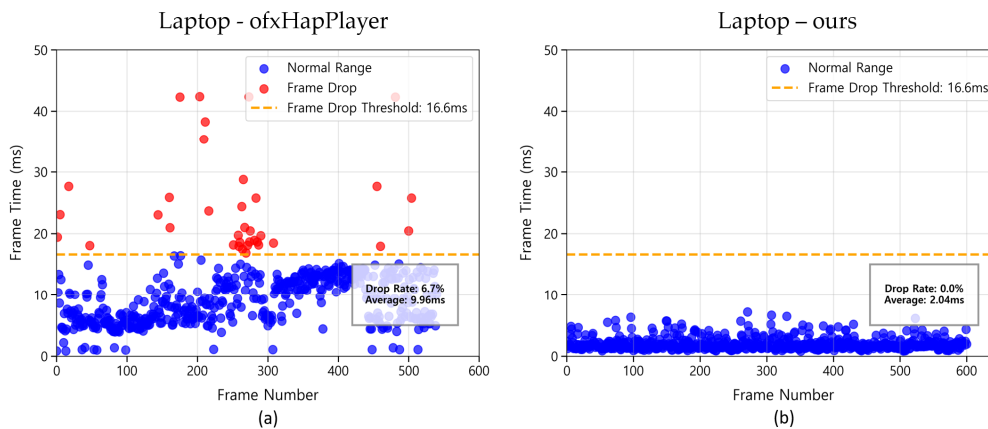 Laptop - ofxHapPlayer
Normal Range
Frame Drop
Frame Drop Threshold: 16.6ms
Drop Rate: 6.7%
Average: 9.96ms
Frame Time (ms)
50
40
30
20
10
0
0 100 200 300 400 500 600
Frame Number
(a)
Laptop – ours
Normal Range
Frame Drop Threshold: 16.6ms
Drop Rate: 0.0%
Average: 2.04ms
Frame Time (ms)
50
40
30
20
10
0
0 100 200 300 400 500 600
Frame Number
(b)